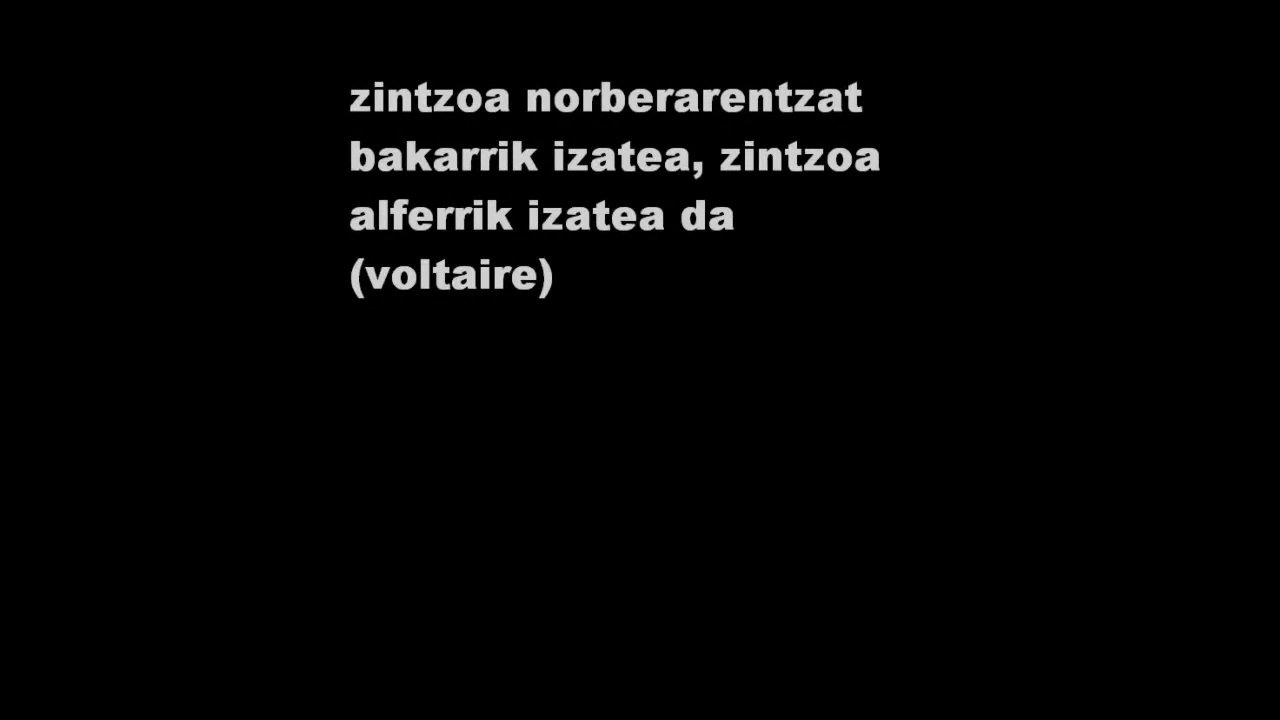 zintzoa norberarentzat
bakarrik izatea, zintzoa
alferrik izatea da
(voltaire)